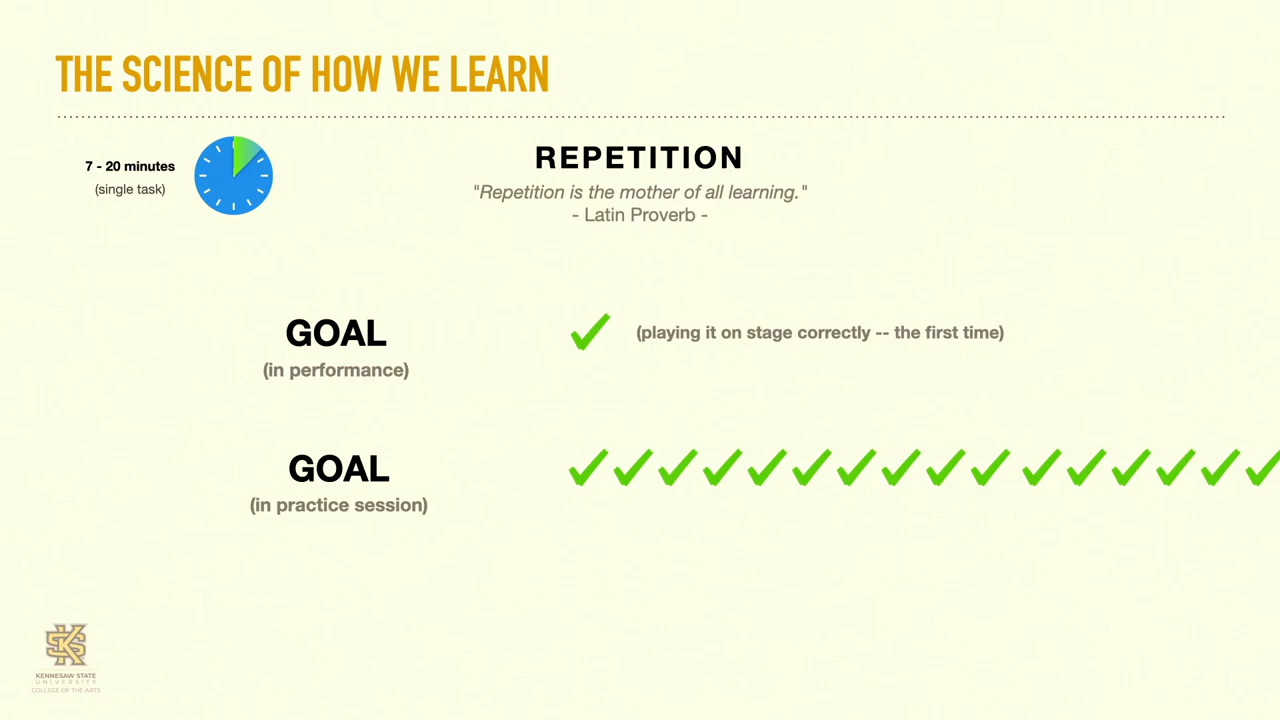 THE SCIENCE OF HOW WE LEARN
7 - 20 minutes
(single task)
REPETITION
"Repetition is the mother of all learning."
- Latin Proverb -
GOAL
(in performance)
(playing it on stage correctly -- the first time)
GOAL
(in practice session)
KS
KENNESAW STATE
UNIVERSITY
COLLEGE OF THE ARTS